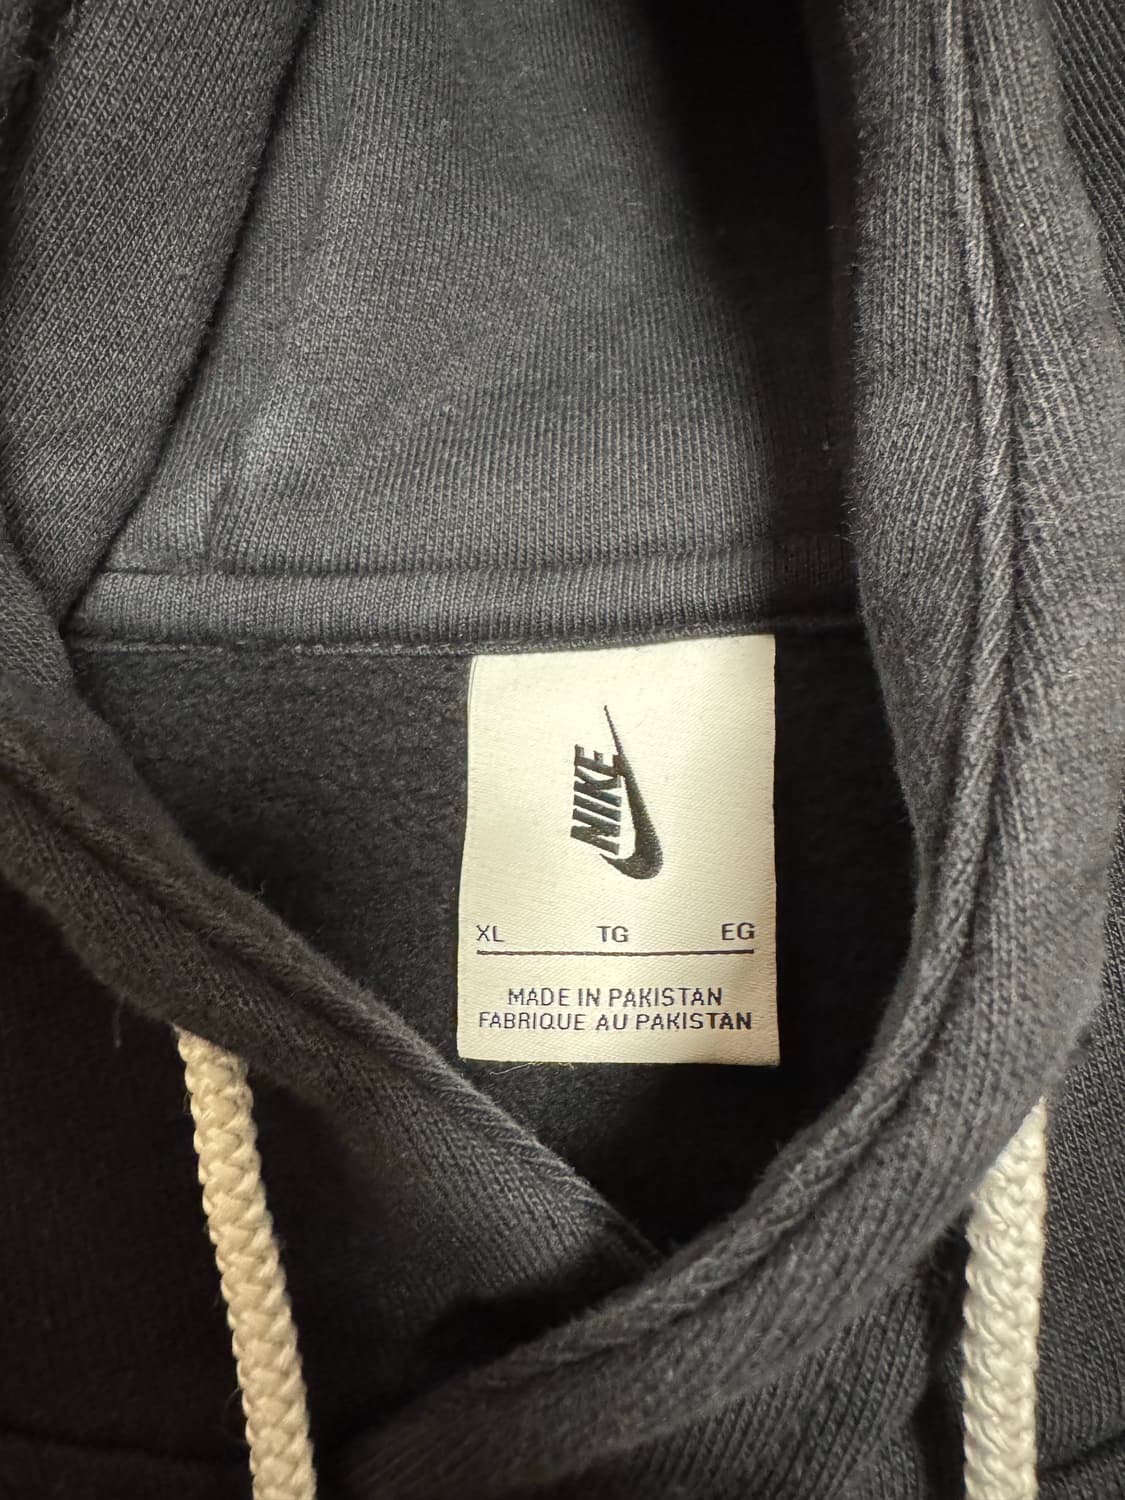 NIKE
XL TG EG
MADE IN PAKISTAN
FABRIQUE AU PAKISTAN